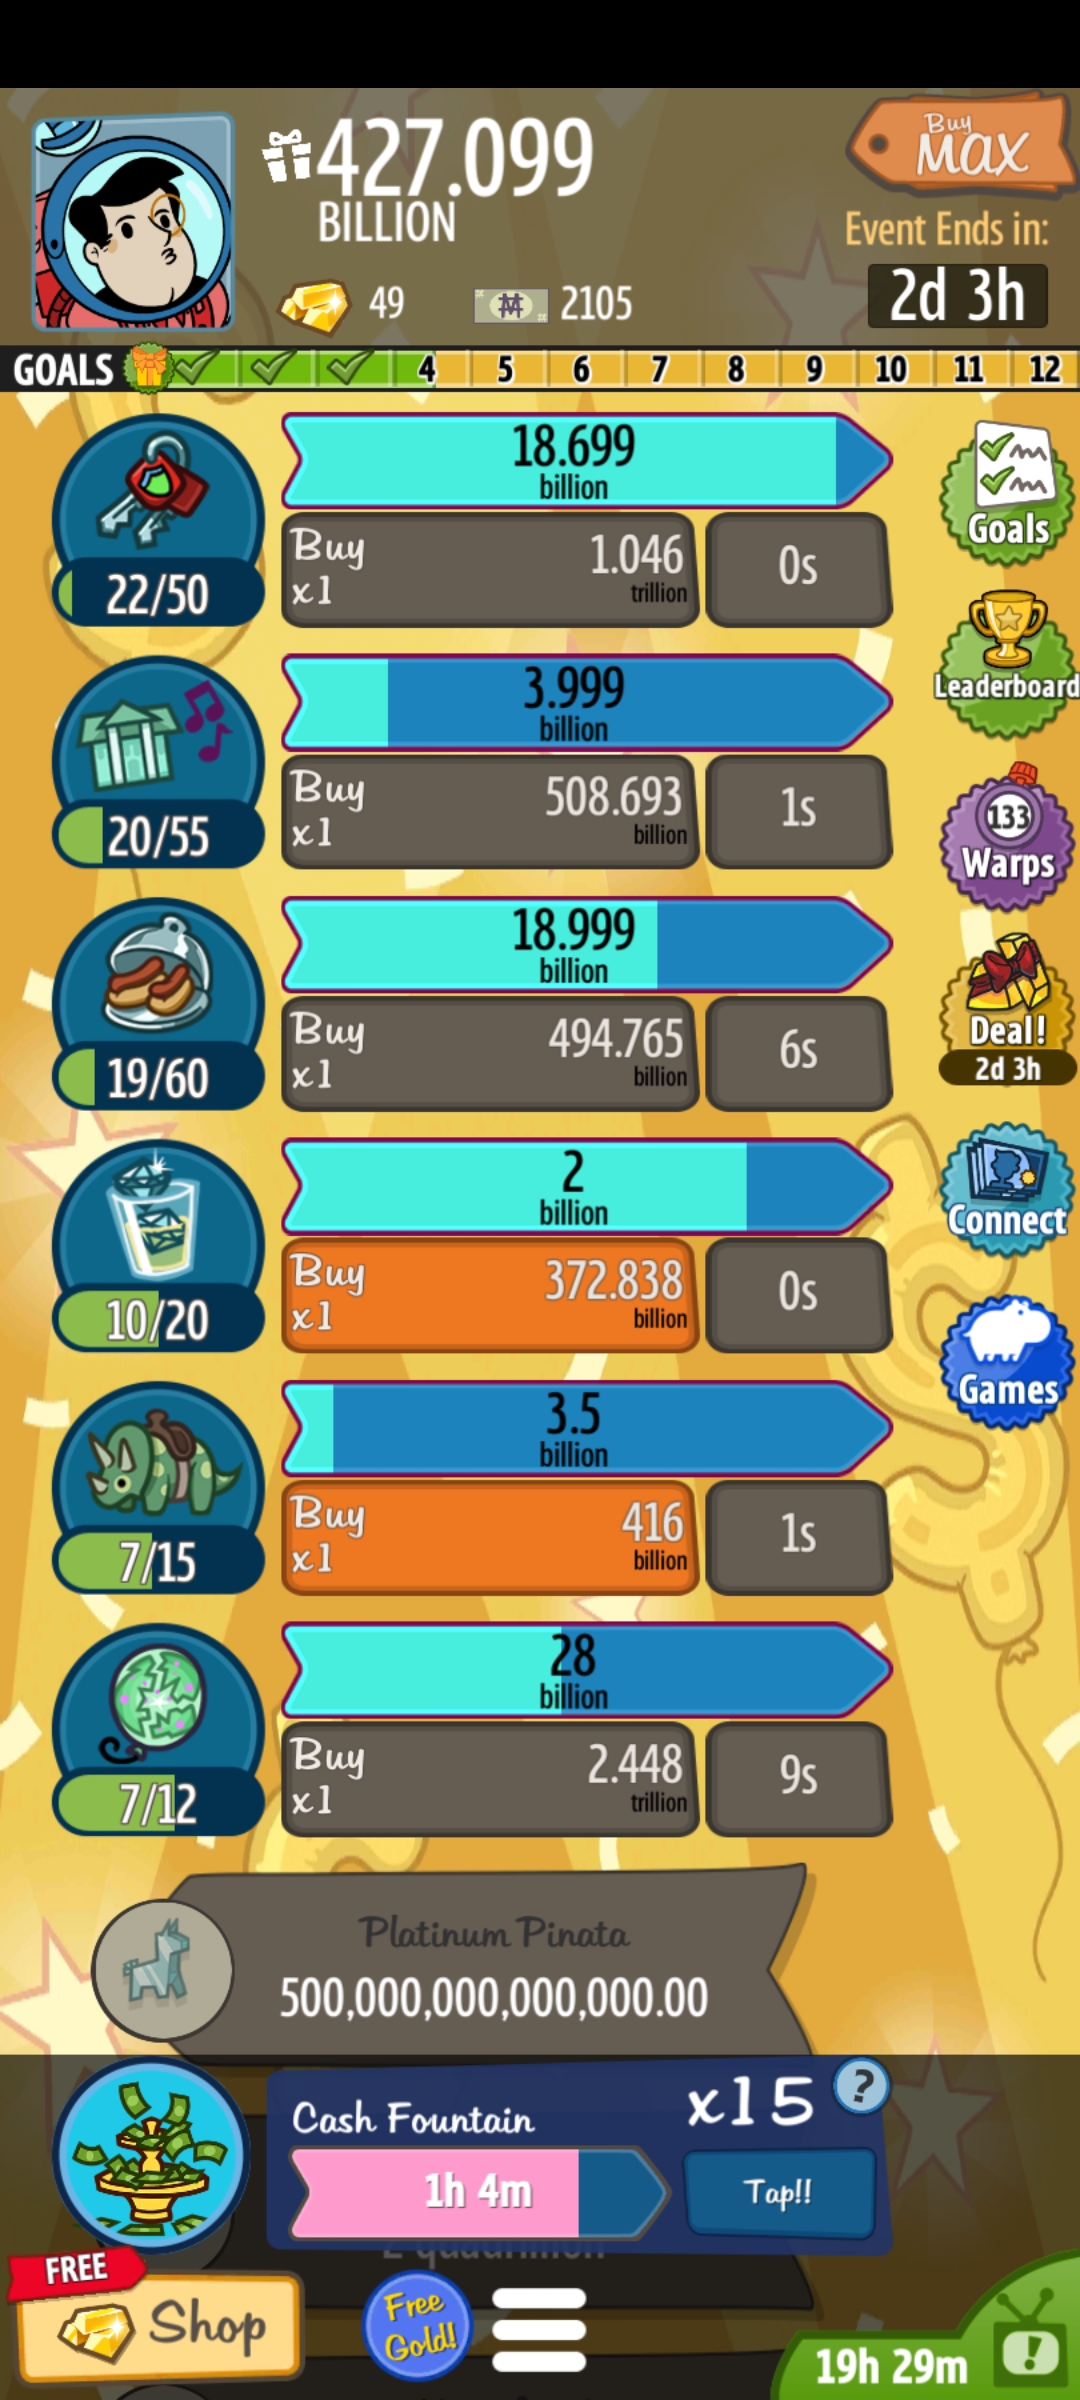 427.099
BILLION
Buy
MAX
Event Ends in:
2d 3h
49
2105
GOALS 4 5 6 7 8 9 10 11 12
18.699
billion
Buy
x1
1.046
trillion
0s
22/50
Goals
Leaderboard
3.999
billion
Buy
x1
508.693
billion
1s
20/55
133
Warps
18.999
billion
Buy
x1
494.765
billion
6s
19/60
Deal!
2d 3h
2
billion
Buy
x1
372.838
billion
0s
10/20
Connect
3.5
billion
Buy
x1
416
billion
1s
7/15
Games
28
billion
Buy
x1
2.448
trillion
9s
7/12
Platinum Pinata
500,000,000,000,000.00
Cash Fountain
x15
?
1h 4m
Tap!!
2 quadrillion
FREE
Shop
Free
Gold!
19h 29m